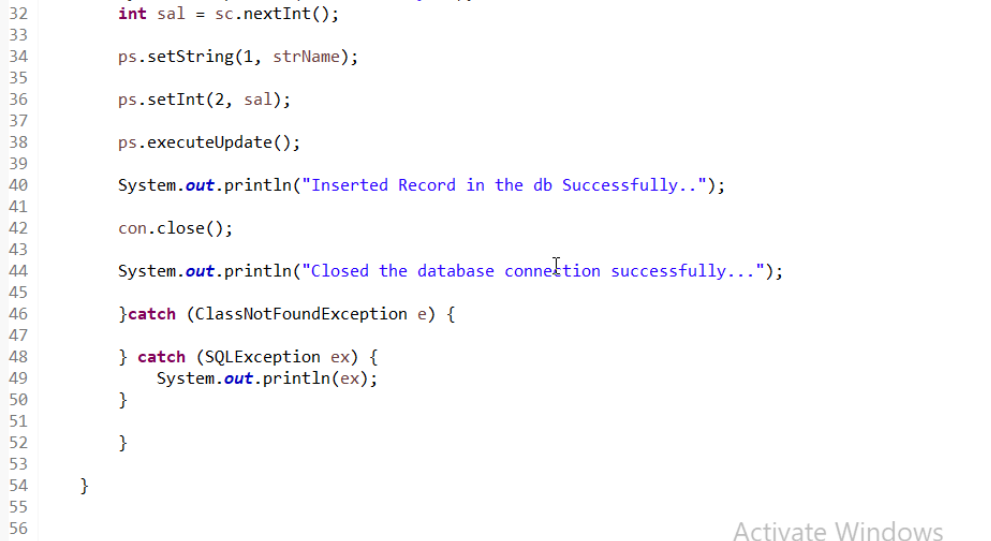 32 int sal = sc.nextInt();
33
34 ps.setString(1, strName);
35
36 ps.setInt(2, sal);
37
38 ps.executeUpdate();
39
40 System.out.println("Inserted Record in the db Successfully..");
41
42 con.close();
43
44 System.out.println("Closed the database connection successfully...");
45
46 }catch (ClassNotFoundException e) {
47
48 } catch (SQLException ex) {
49 System.out.println(ex);
50 }
51
52 }
53
54 }
55
56
Activate Windows